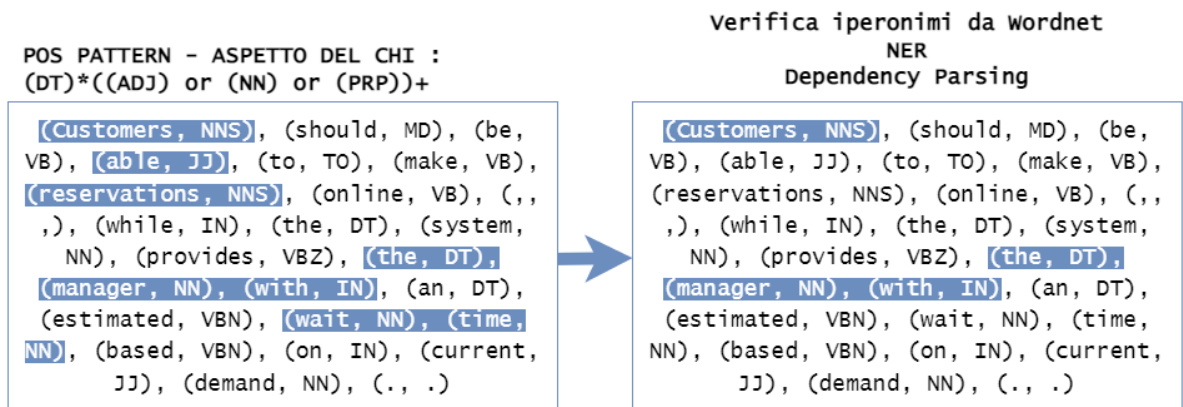 POS PATTERN – ASPETTO DEL CHI :
(DT)*((ADJ) or (NN) or (PRP))+
(Customers, NNS), (should, MD), (be,
VB), (able, JJ), (to, TO), (make, VB),
(reservations, NNS), (online, VB), (,,
,), (while, IN), (the, DT), (system,
NN), (provides, VBZ), (the, DT),
(manager, NN), (with, IN), (an, DT),
(estimated, VBN), (wait, NN), (time,
NN), (based, VBN), (on, IN), (current,
JJ), (demand, NN), (., .)
Verifica iperonimi da Wordnet
NER
Dependency Parsing
(Customers, NNS), (should, MD), (be,
VB), (able, JJ), (to, TO), (make, VB),
(reservations, NNS), (online, VB), (,,
,), (while, IN), (the, DT), (system,
NN), (provides, VBZ), (the, DT),
(manager, NN), (with, IN), (an, DT),
(estimated, VBN), (wait, NN), (time,
NN), (based, VBN), (on, IN), (current,
JJ), (demand, NN), (., .)